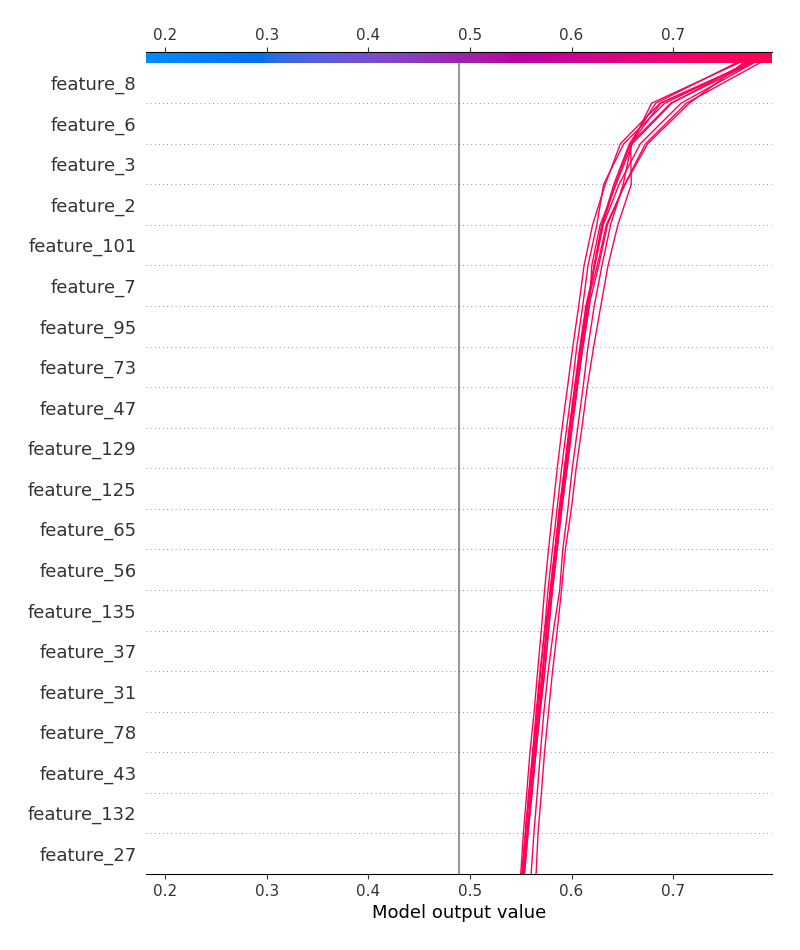 0.2 0.3 0.4 0.5 0.6 0.7
feature_8
feature_6
feature_3
feature_2
feature_101
feature_7
feature_95
feature_73
feature_47
feature_129
feature_125
feature_65
feature_56
feature_135
feature_37
feature_31
feature_78
feature_43
feature_132
feature_27
0.2 0.3 0.4 0.5 0.6 0.7
Model output value